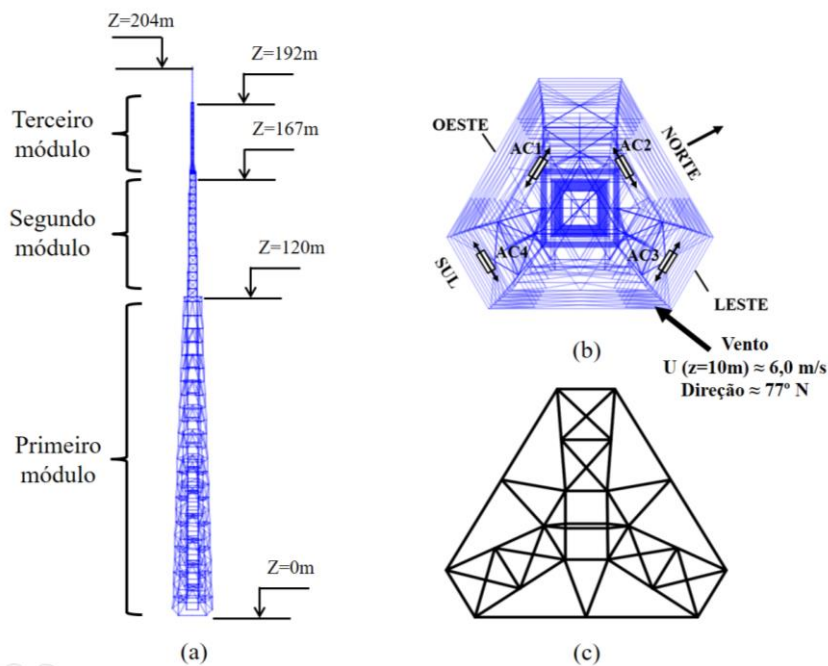 Z=204m
Z=192m
Terceiro
módulo
Z=167m
Segundo
módulo
Z=120m
Primeiro
módulo
Z=0m
(a)
OESTE
NORTE
AC1
AC2
AC4
AC3
SUL
LESTE
Vento
U (z=10m) ≈ 6,0 m/s
Direção ≈ 77º N
(b)
(c)